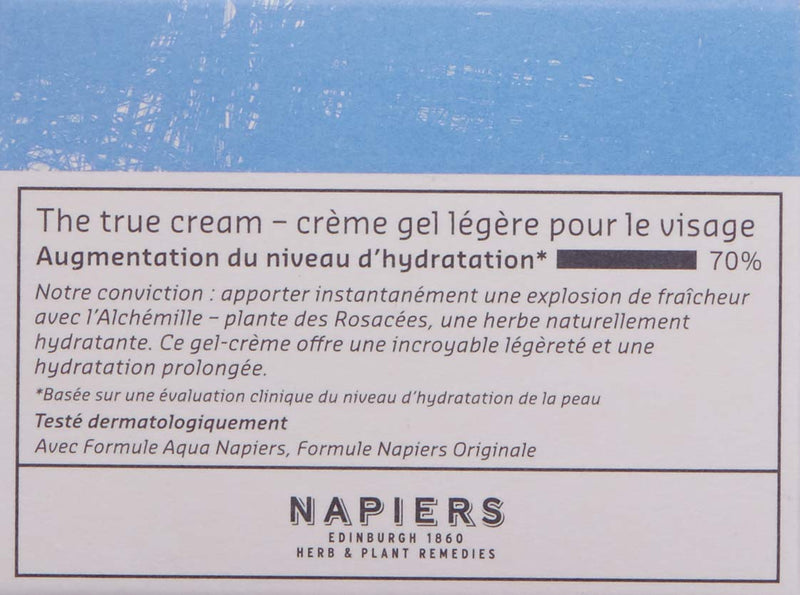 The true cream – crème gel légère pour le visage
Augmentation du niveau d'hydratation* 70%
Notre conviction : apporter instantanément une explosion de fraîcheur
avec l'Alchémille – plante des Rosacées, une herbe naturellement
hydratante. Ce gel-crème offre une incroyable légèreté et une
hydratation prolongée.
*Basée sur une évaluation clinique du niveau d'hydratation de la peau
Testé dermatologiquement
Avec Formule Aqua Napiers, Formule Napiers Originale
NAPIERS
EDINBURGH 1860
HERB & PLANT REMEDIES